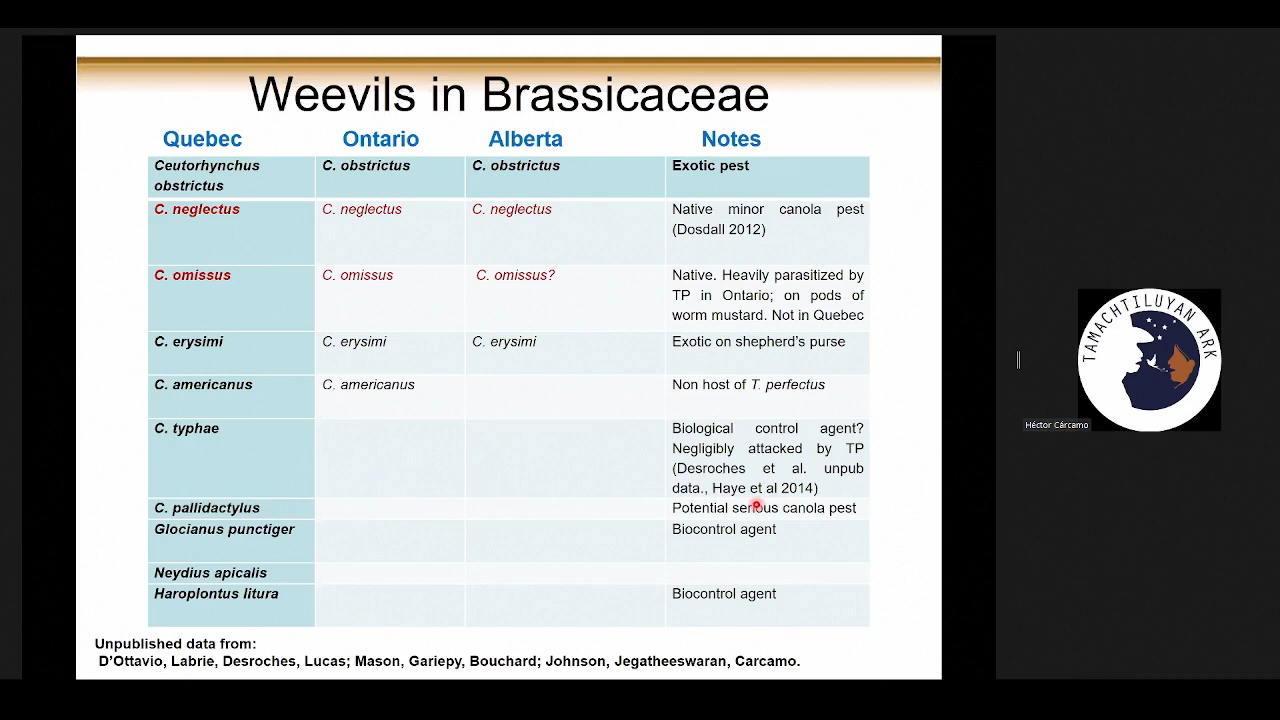 Weevils in Brassicaceae
Quebec Ontario Alberta Notes
Ceutorhynchus obstrictus C. obstrictus C. obstrictus Exotic pest
C. neglectus C. neglectus C. neglectus Native minor canola pest (Dosdall 2012)
C. omissus C. omissus C. omissus? Native. Heavily parasitized by TP in Ontario; on pods of worm mustard. Not in Quebec
C. erysimi C. erysimi C. erysimi Exotic on shepherd's purse
C. americanus C. americanus Non host of T. perfectus
C. typhae Biological control agent? Negligibly attacked by TP (Desroches et al. unpub data., Haye et al 2014)
C. pallidactylus Potential serious canola pest
Glocianus punctiger Biocontrol agent
Neydius apicalis
Haroplontus litura Biocontrol agent
Unpublished data from:
D'Ottavio, Labrie, Desroches, Lucas; Mason, Gariepy, Bouchard; Johnson, Jegatheeswaran, Carcamo.
TAMACHTILUYAN ARK
Héctor Cárcamo